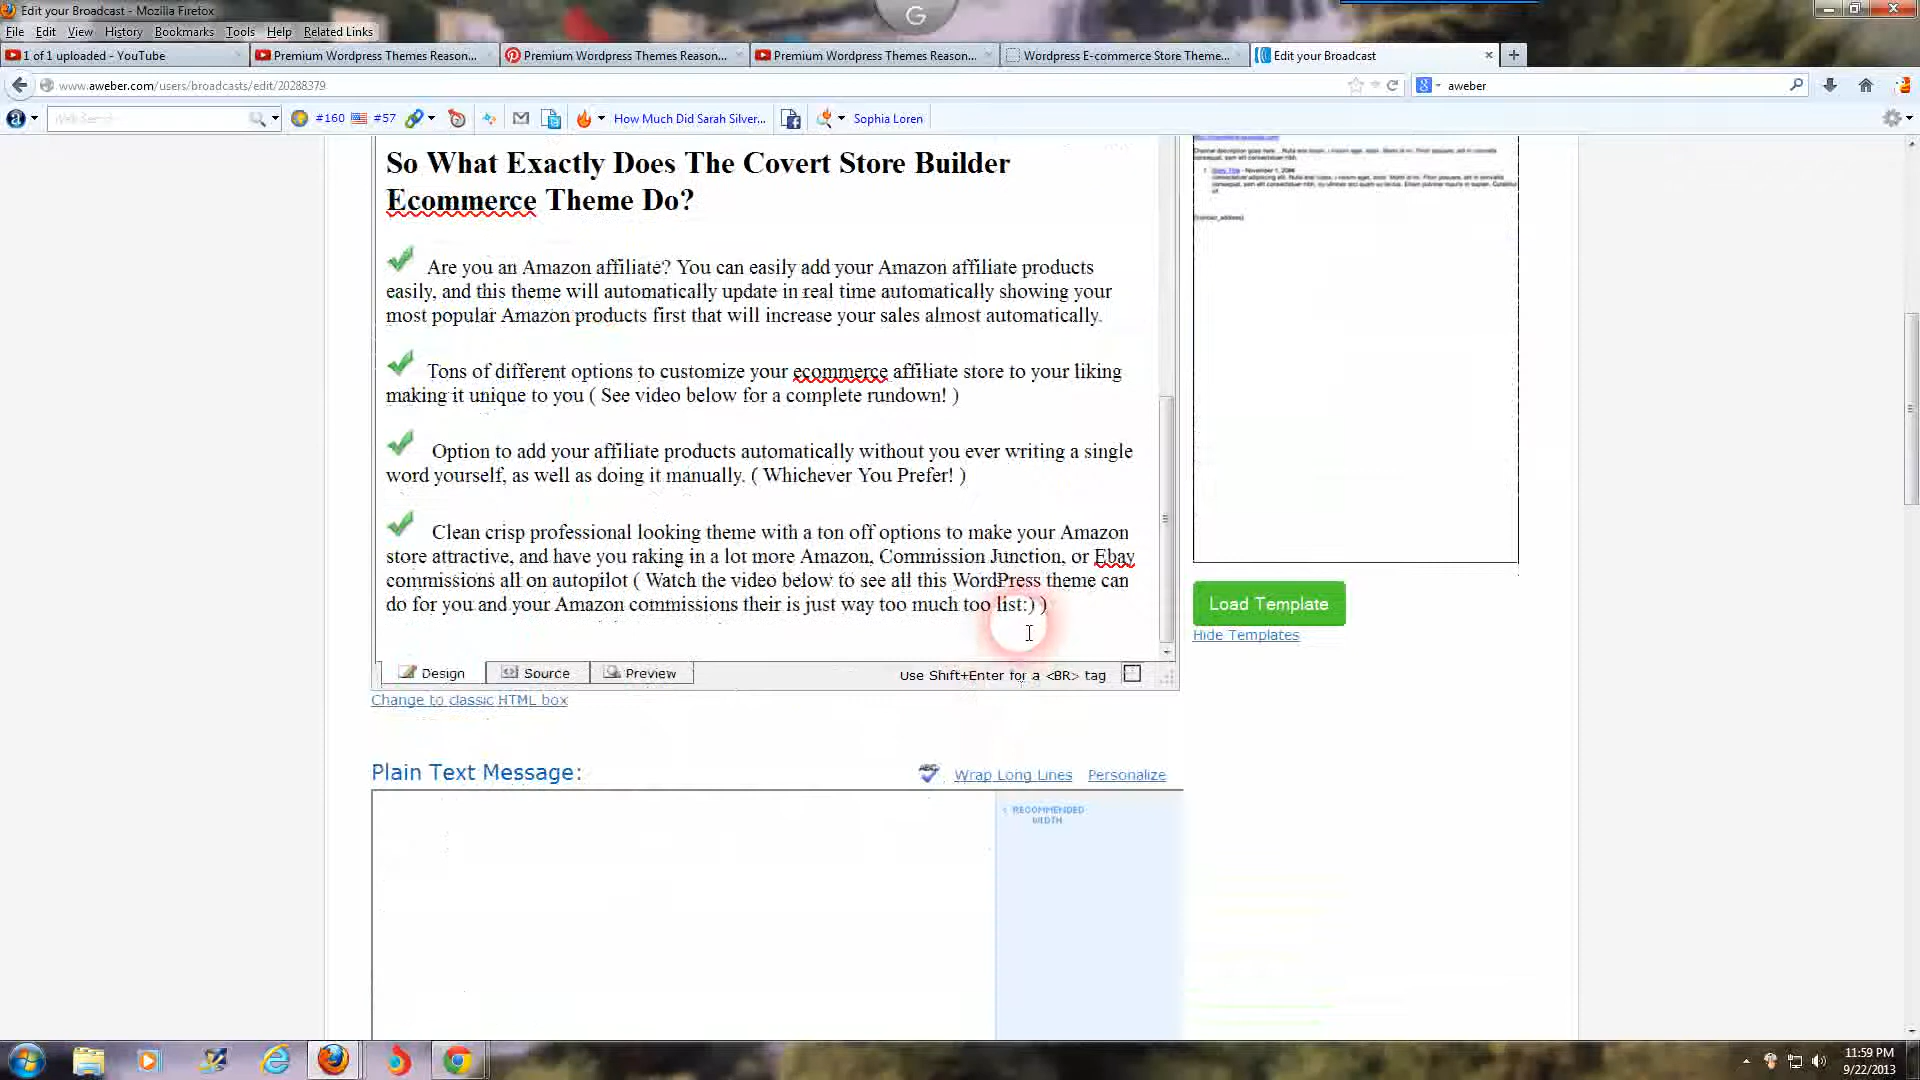 Edit your Broadcast - Mozilla Firefox
G
File Edit View History Bookmarks Tools Help Related Links
1 of 1 uploaded - YouTube
Premium Wordpress Themes Reason...
Premium Wordpress Themes Reason...
Premium Wordpress Themes Reason...
Wordpress E-commerce Store Theme...
Edit your Broadcast
www.aweber.com/users/broadcasts/edit/20288379
aweber
Web Search
#160 #57
How Much Did Sarah Silver...
Sophia Loren
So What Exactly Does The Covert Store Builder
Ecommerce Theme Do?
Are you an Amazon affiliate? You can easily add your Amazon affiliate products
easily, and this theme will automatically update in real time automatically showing your
most popular Amazon products first that will increase your sales almost automatically.
Tons of different options to customize your ecommerce affiliate store to your liking
making it unique to you ( See video below for a complete rundown! )
Option to add your affiliate products automatically without you ever writing a single
word yourself, as well as doing it manually. ( Whichever You Prefer! )
Clean crisp professional looking theme with a ton off options to make your Amazon
store attractive, and have you raking in a lot more Amazon, Commission Junction, or Ebay
commissions all on autopilot ( Watch the video below to see all this WordPress theme can
do for you and your Amazon commissions their is just way too much too list:) )
Design
Source
Preview
Use Shift+Enter for a <BR> tag
Change to classic HTML box
Load Template
Hide Templates
Plain Text Message:
Wrap Long Lines
Personalize
< RECOMMENDED
WIDTH
11:59 PM
9/22/2013